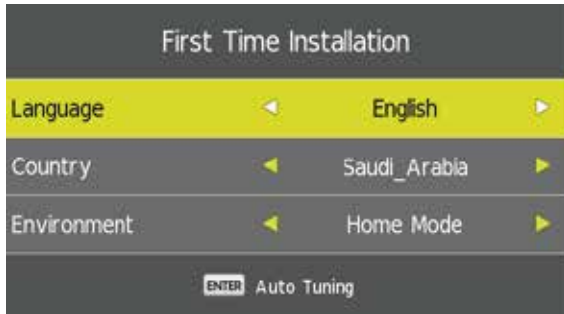 First Time Installation
Language English
Country Saudi_Arabia
Environment Home Mode
ENTER Auto Tuning